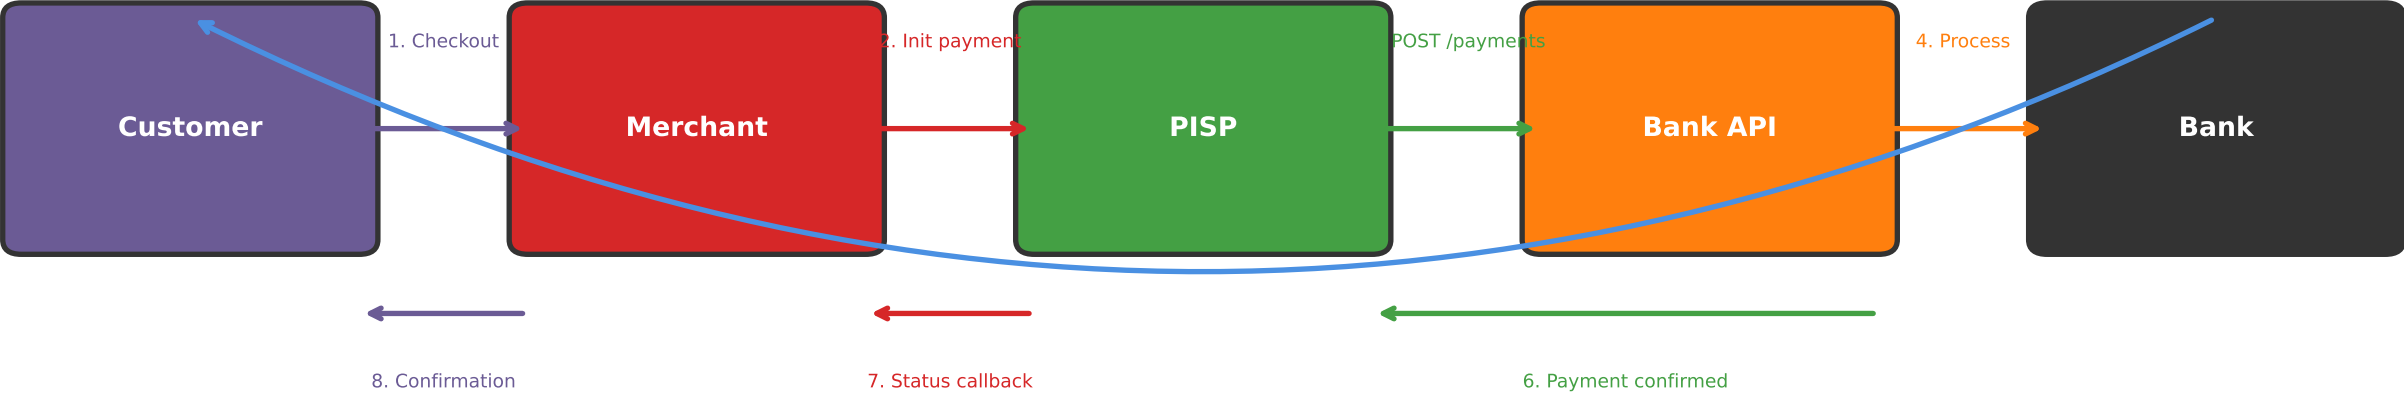 1. Checkout
2. Init payment
POST /payments
4. Process
Customer
Merchant
PISP
Bank API
Bank
8. Confirmation
7. Status callback
6. Payment confirmed